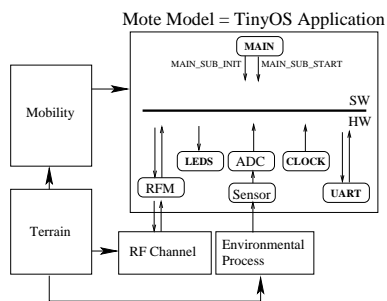 Mote Model = TinyOS Application
MAIN
MAIN_SUB_INIT
MAIN_SUB_START
Mobility
SW
HW
LEDS
ADC
CLOCK
RFM
Sensor
UART
Terrain
RF Channel
Environmental
Process